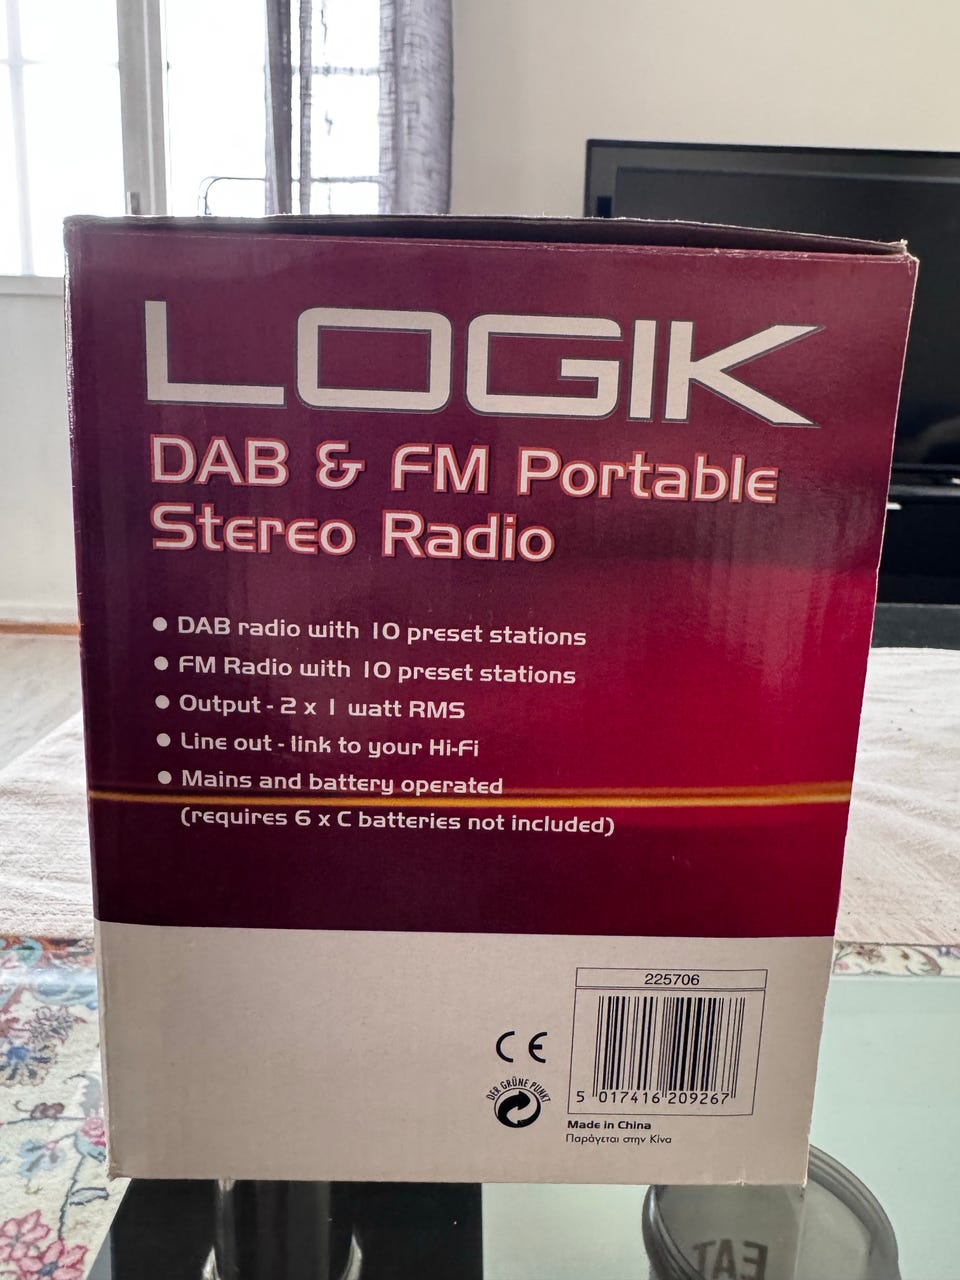 LOGIK
DAB & FM Portable
Stereo Radio
● DAB radio with 10 preset stations
● FM Radio with 10 preset stations
● Output - 2 x 1 watt RMS
● Line out - link to your Hi-Fi
● Mains and battery operated
(requires 6 x C batteries not included)
225706
CE
DER GRÜNE PUNKT
5 017416 209267
Made in China
Παράγεται στην Κίνα
EAT